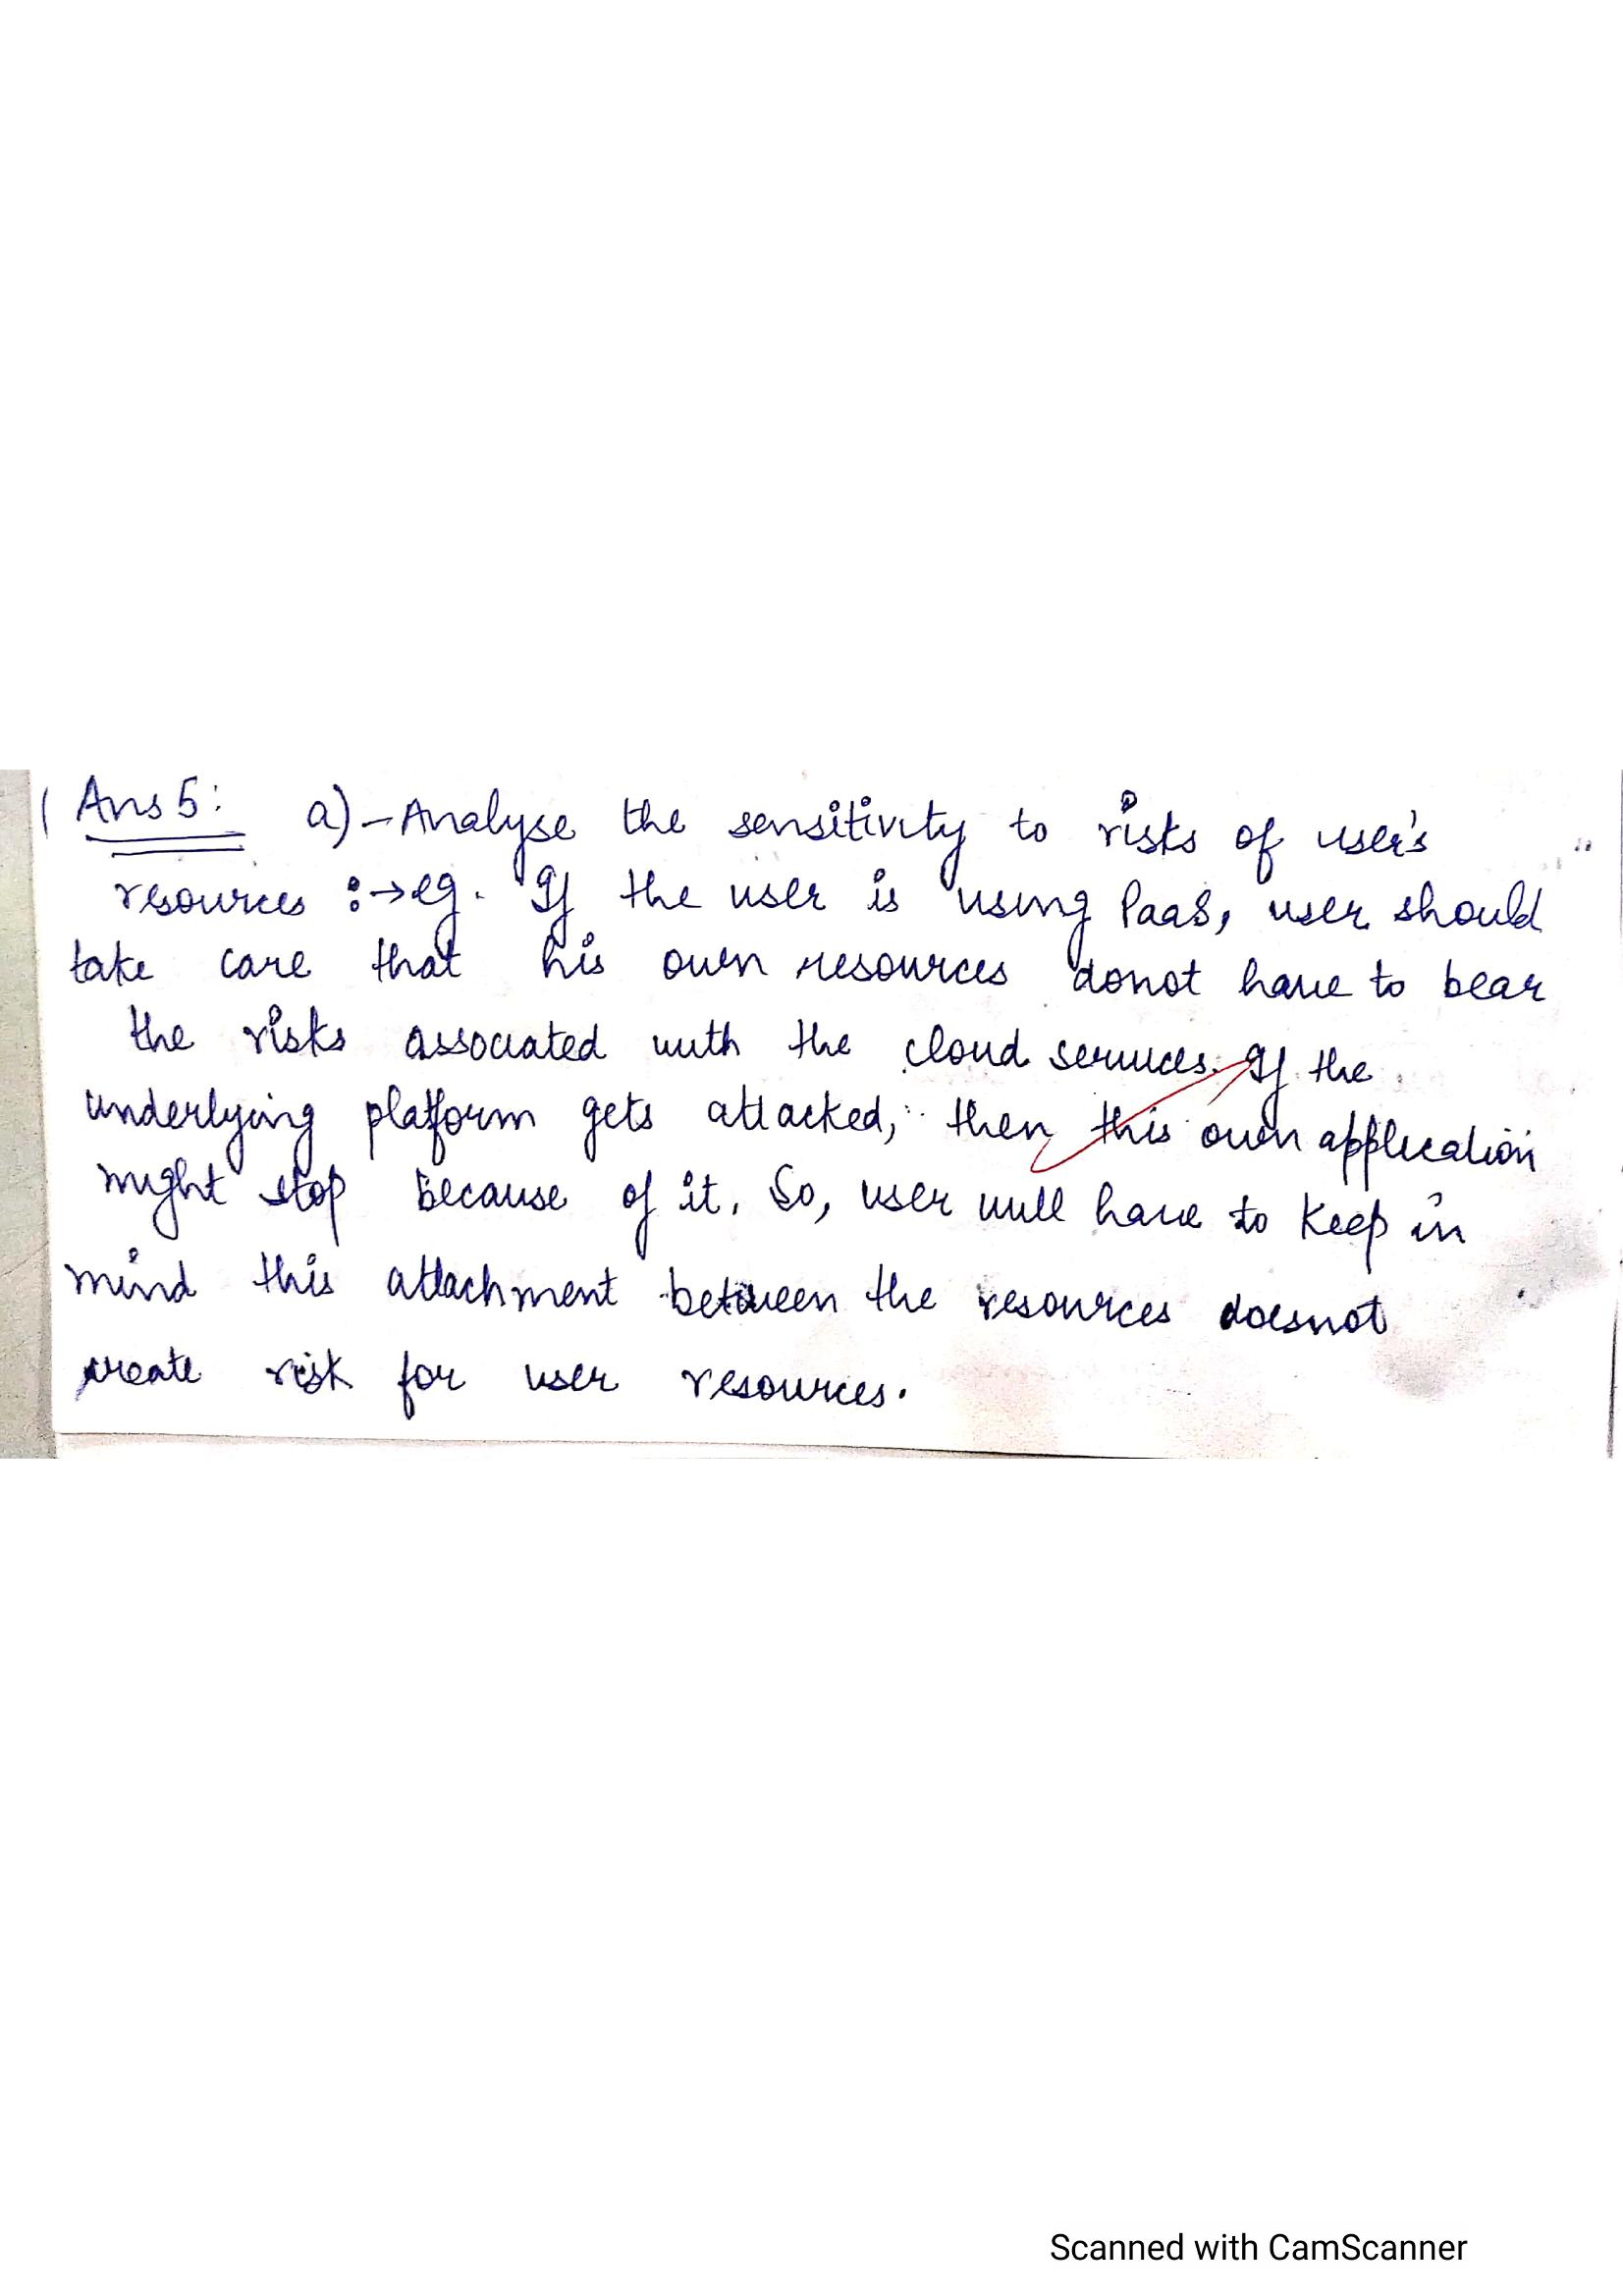 Ans 5: a) - Analyse the sensitivity to risks of user's
resources :→ eg. If the user is using PaaS, user should
take care that his own resources donot have to bear
the risks associated with the cloud services. If the
underlying platform gets attacked, then this own application
might stop because of it. So, user will have to keep in
mind this attachment between the resources doesnot
create risk for user resources.
Scanned with CamScanner